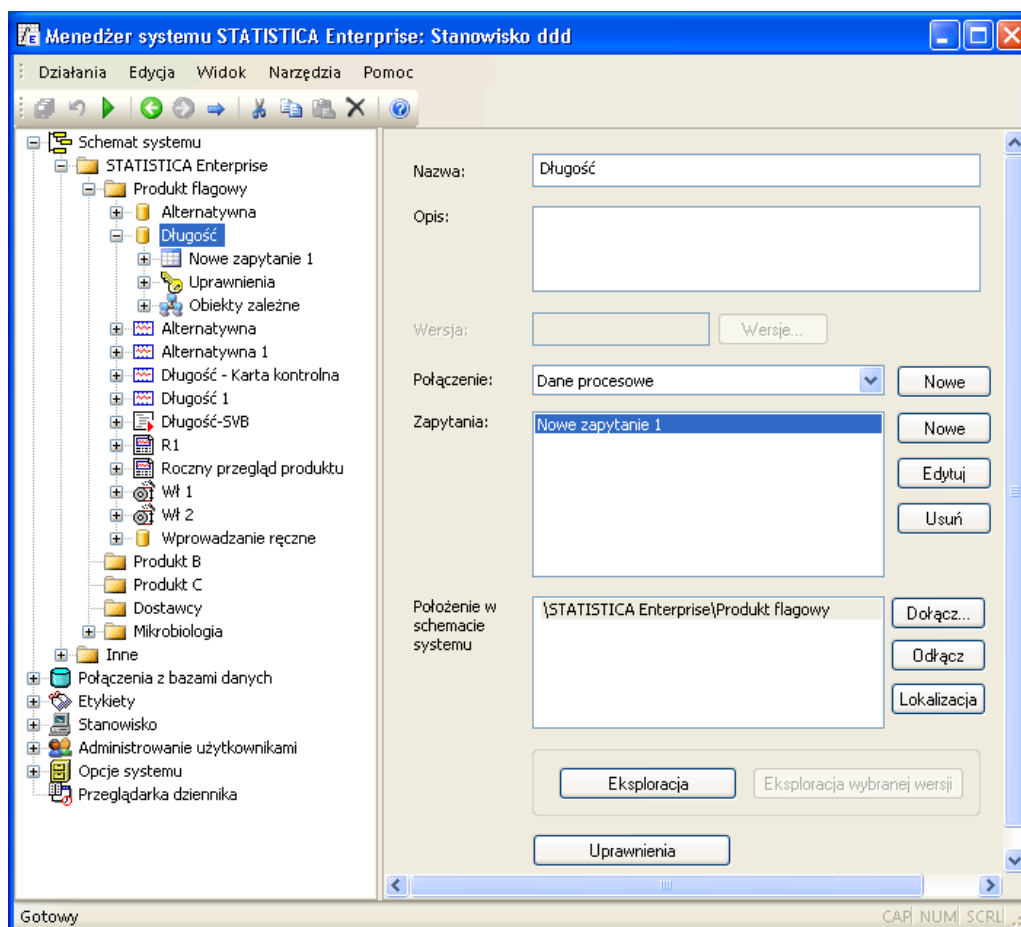 Menedżer systemu STATISTICA Enterprise: Stanowisko ddd
Działania Edycja Widok Narzędzia Pomoc
Schemat systemu
STATISTICA Enterprise
Produkt flagowy
Alternatywna
Długość
Nowe zapytanie 1
Uprawnienia
Obiekty zależne
Alternatywna
Alternatywna 1
Długość - Karta kontrolna
Długość 1
Długość-SVB
R1
Roczny przegląd produktu
Wł 1
Wł 2
Wprowadzanie ręczne
Produkt B
Produkt C
Dostawcy
Mikrobiologia
Inne
Połączenia z bazami danych
Etykiety
Stanowisko
Administrowanie użytkownikami
Opcje systemu
Przeglądarka dziennika
Nazwa: Długość
Opis:
Wersja: Wersje...
Połączenie: Dane procesowe Nowe
Zapytania: Nowe zapytanie 1 Nowe
Edytuj
Usuń
Położenie w
schemacie
systemu
\STATISTICA Enterprise\Produkt flagowy
Dołącz...
Odłącz
Lokalizacja
Eksploracja Eksploracja wybranej wersji
Uprawnienia
Gotowy CAP NUM SCRL